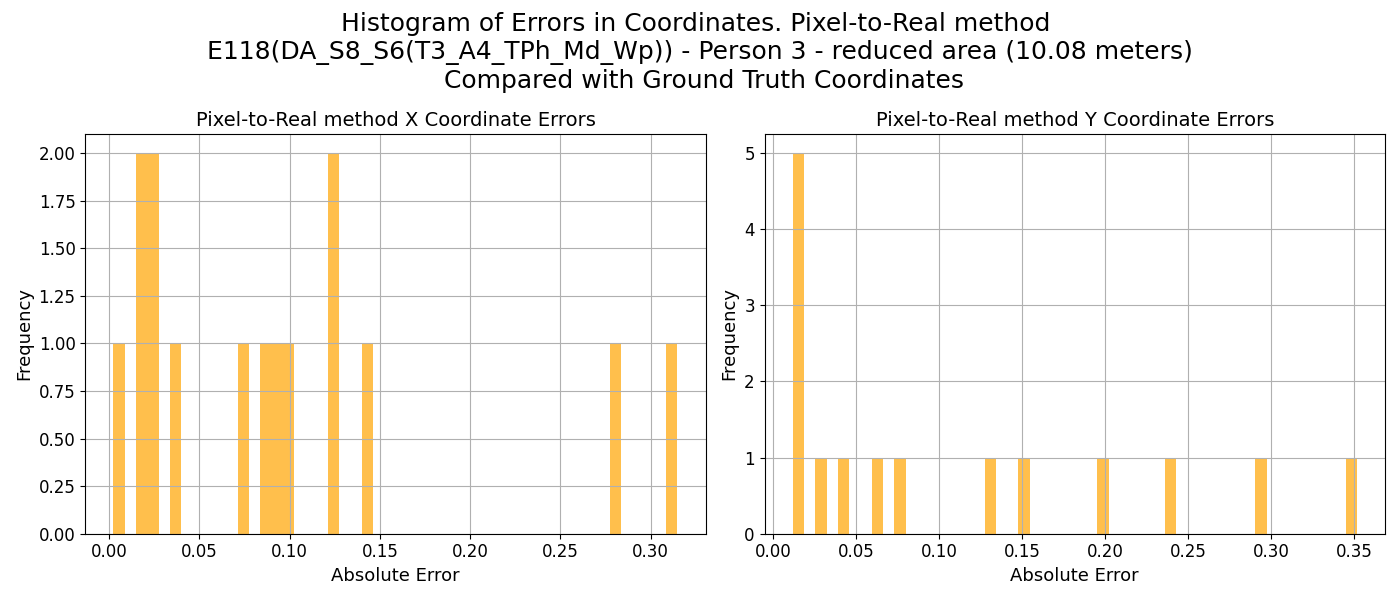 Histogram of Errors in Coordinates. Pixel-to-Real method
E118(DA_S8_S6(T3_A4_TPh_Md_Wp)) - Person 3 - reduced area (10.08 meters)
Compared with Ground Truth Coordinates
Pixel-to-Real method X Coordinate Errors
Frequency
2.00
1.75
1.50
1.25
1.00
0.75
0.50
0.25
0.00
0.00 0.05 0.10 0.15 0.20 0.25 0.30
Absolute Error
Pixel-to-Real method Y Coordinate Errors
Frequency
5
4
3
2
1
0
0.00 0.05 0.10 0.15 0.20 0.25 0.30 0.35
Absolute Error